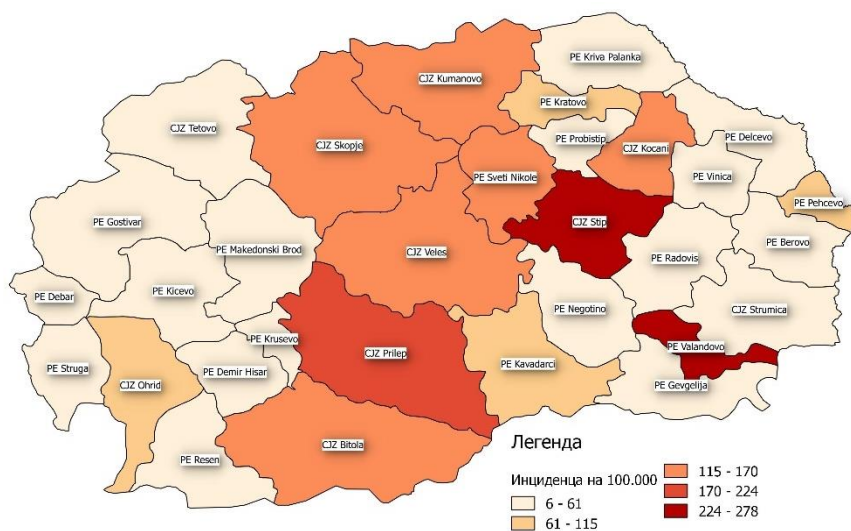 PE Kriva Palanka
CJZ Kumanovo
PE Kratovo
CJZ Tetovo
PE Probistip
PE Delcevo
CJZ Skopje
CJZ Kocani
PE Sveti Nikole
PE Vinica
PE Pehcevo
PE Gostivar
CJZ Stip
PE Makedonski Brod
CJZ Veles
PE Berovo
PE Radovis
PE Debar
PE Kicevo
PE Negotino
CJZ Strumica
PE Krusevo
PE Valandovo
CJZ Prilep
PE Struga
PE Kavadarci
PE Demir Hisar
CJZ Ohrid
PE Gevgelija
CJZ Bitola
PE Resen
Легенда
Инциденца на 100.000
6 - 61
61 - 115
115 - 170
170 - 224
224 - 278